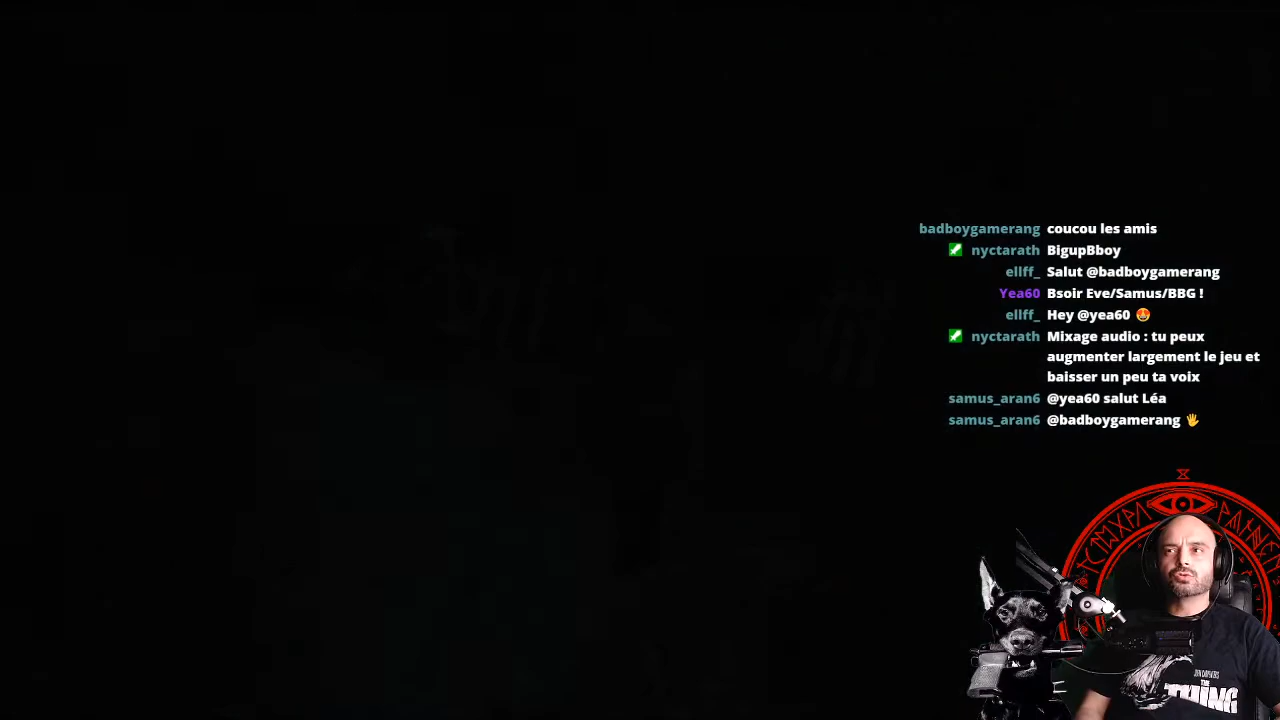 badboygamerang coucou les amis
nyctarath BigupBboy
ellff_ Salut @badboygamerang
Yea60 Bsoir Eve/Samus/BBG !
ellff_ Hey @yea60 😍
nyctarath Mixage audio : tu peux
augmenter largement le jeu et
baisser un peu ta voix
samus_aran6 @yea60 salut Léa
samus_aran6 @badboygamerang 🖐
THE
THING